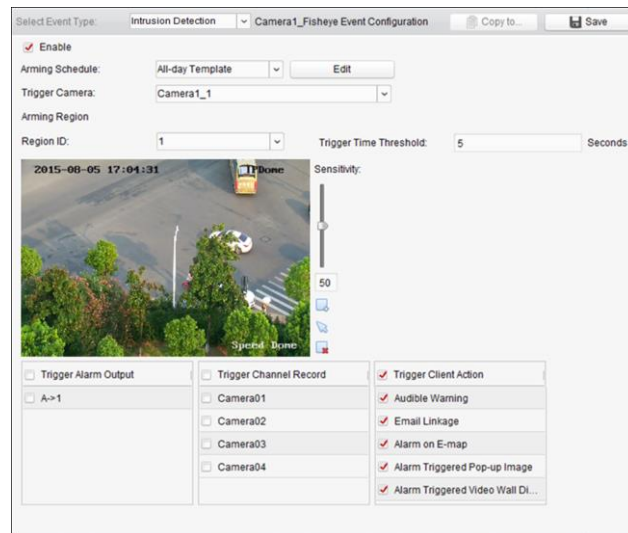 Select Event Type: Intrusion Detection Camera1_Fisheye Event Configuration Copy to... Save
Enable
Arming Schedule: All-day Template Edit
Trigger Camera: Camera1_1
Arming Region
Region ID: 1 Trigger Time Threshold: 5 Seconds
2015-08-05 17:04:31 IPDome
Sensitivity:
50
Speed Dome
Trigger Alarm Output Trigger Channel Record Trigger Client Action
A->1 Camera01 Audible Warning
Camera02 Email Linkage
Camera03 Alarm on E-map
Camera04 Alarm Triggered Pop-up Image
Alarm Triggered Video Wall Di...